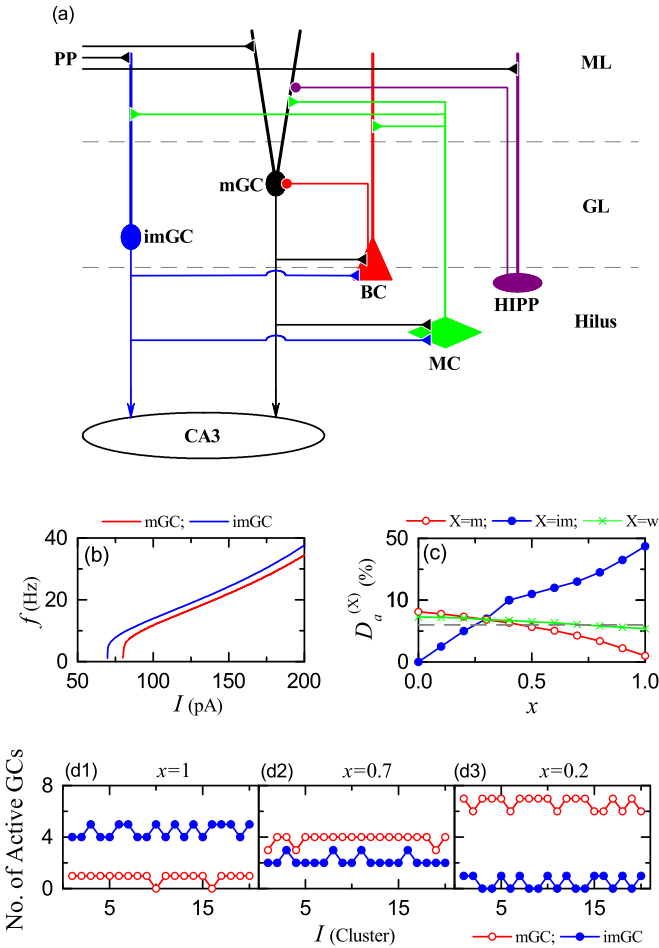 (a)
PP
ML
mGC
GL
imGC
BC
HIPP
Hilus
MC
CA3
mGC; imGC
X=m; X=im; X=w
(b)
40
20
0
f (Hz)
50 100 150 200
I (pA)
(c)
50
10
0
D_a^(X) (%)
0.0 0.5 1.0
x
No. of Active GCs
(d1) x=1
(d2) x=0.7
(d3) x=0.2
8
4
0
5 15 5 15 5 15
I (Cluster)
mGC; imGC